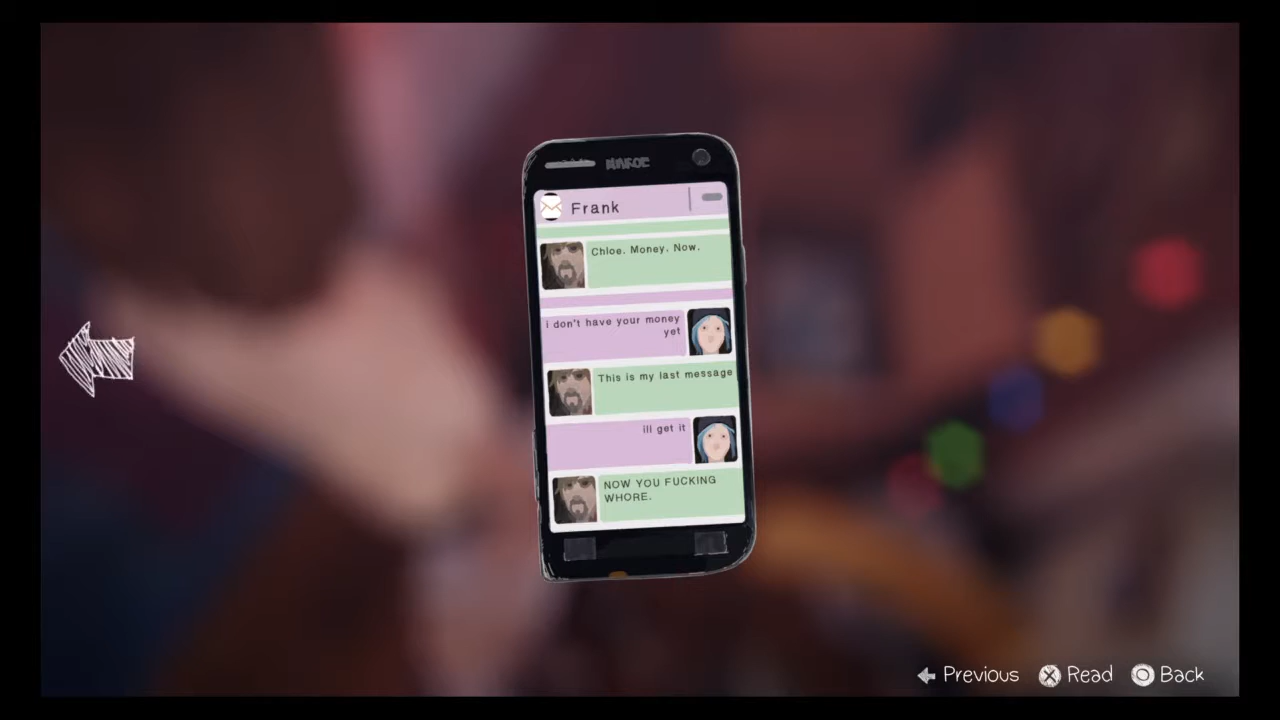 Frank
Chloe. Money. Now.
i don't have your money
yet
This is my last message
ill get it
NOW YOU FUCKING
WHORE.
Previous
Read
Back